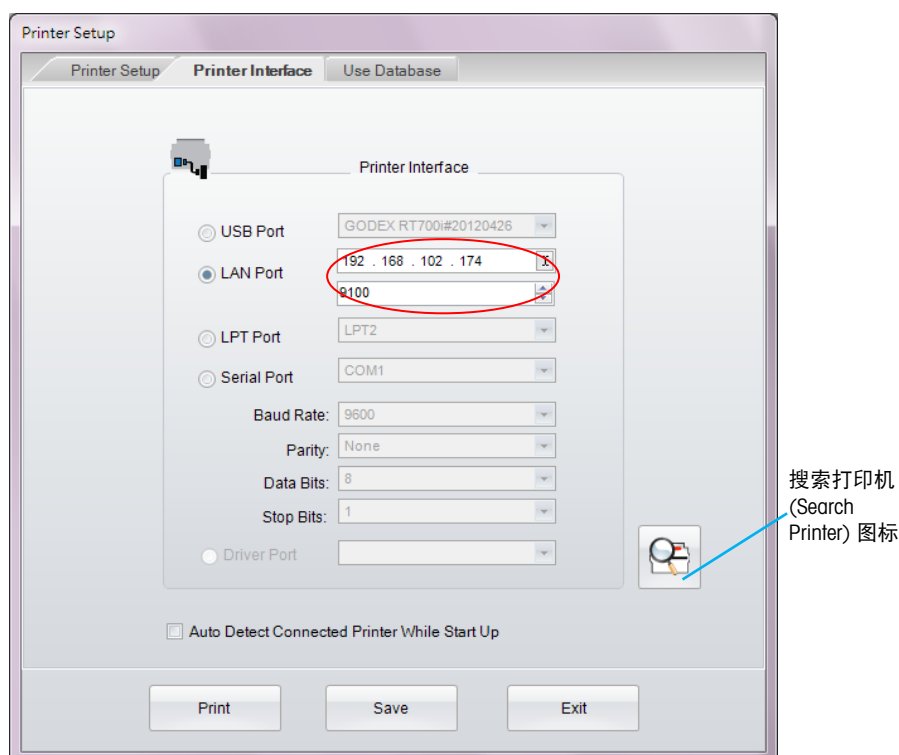 Printer Setup
Printer Setup Printer Interface Use Database
Printer Interface
USB Port GODEX RT700i#20120426
LAN Port 192 . 168 . 102 . 174
9100
LPT Port LPT2
Serial Port COM1
Baud Rate: 9600
Parity: None
Data Bits: 8
Stop Bits: 1
Driver Port
搜索打印机
(Search
Printer) 图标
Auto Detect Connected Printer While Start Up
Print Save Exit